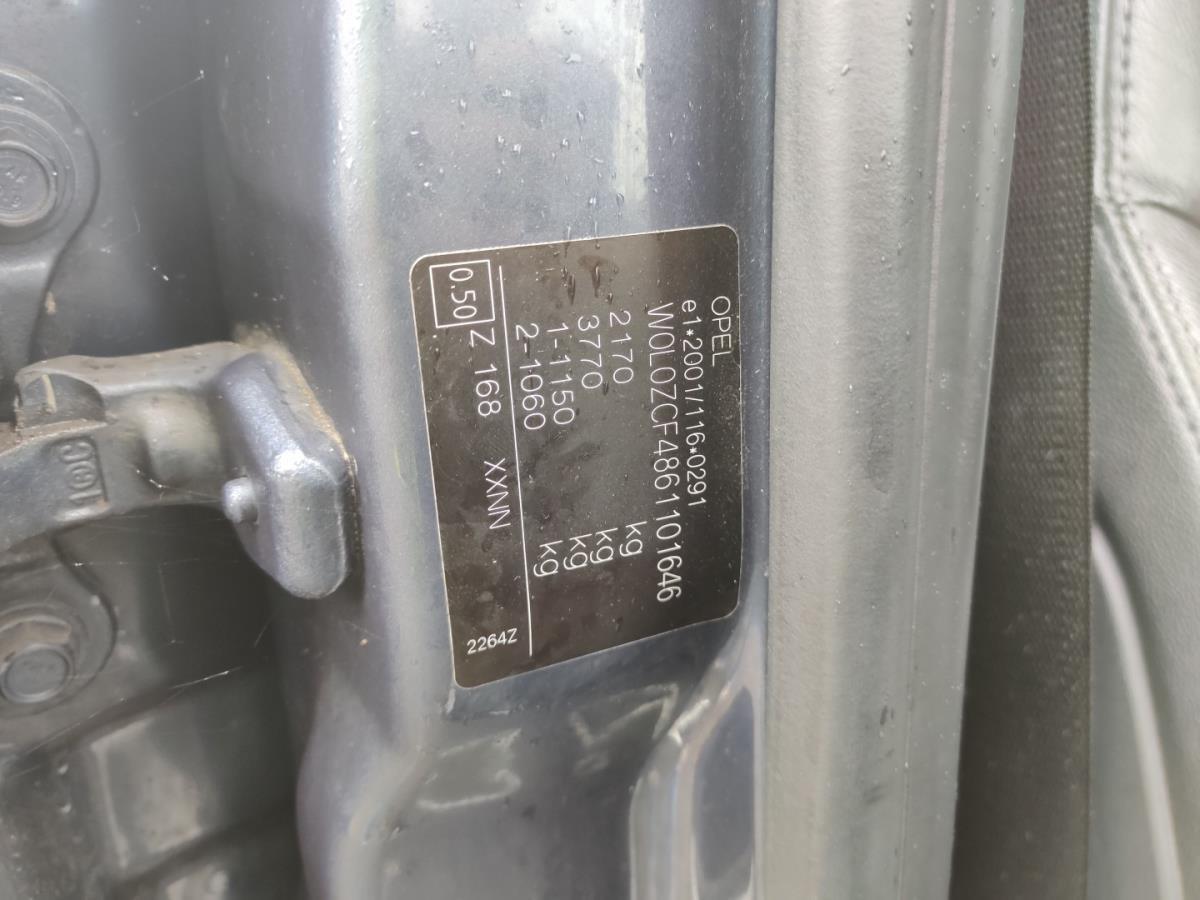 OPEL
e1*2001/116*0291
W0L0ZCF4861101646
2170 kg
3770 kg
1-1150 kg
2-1060 kg
0.50 Z 168 XXNN
2264Z